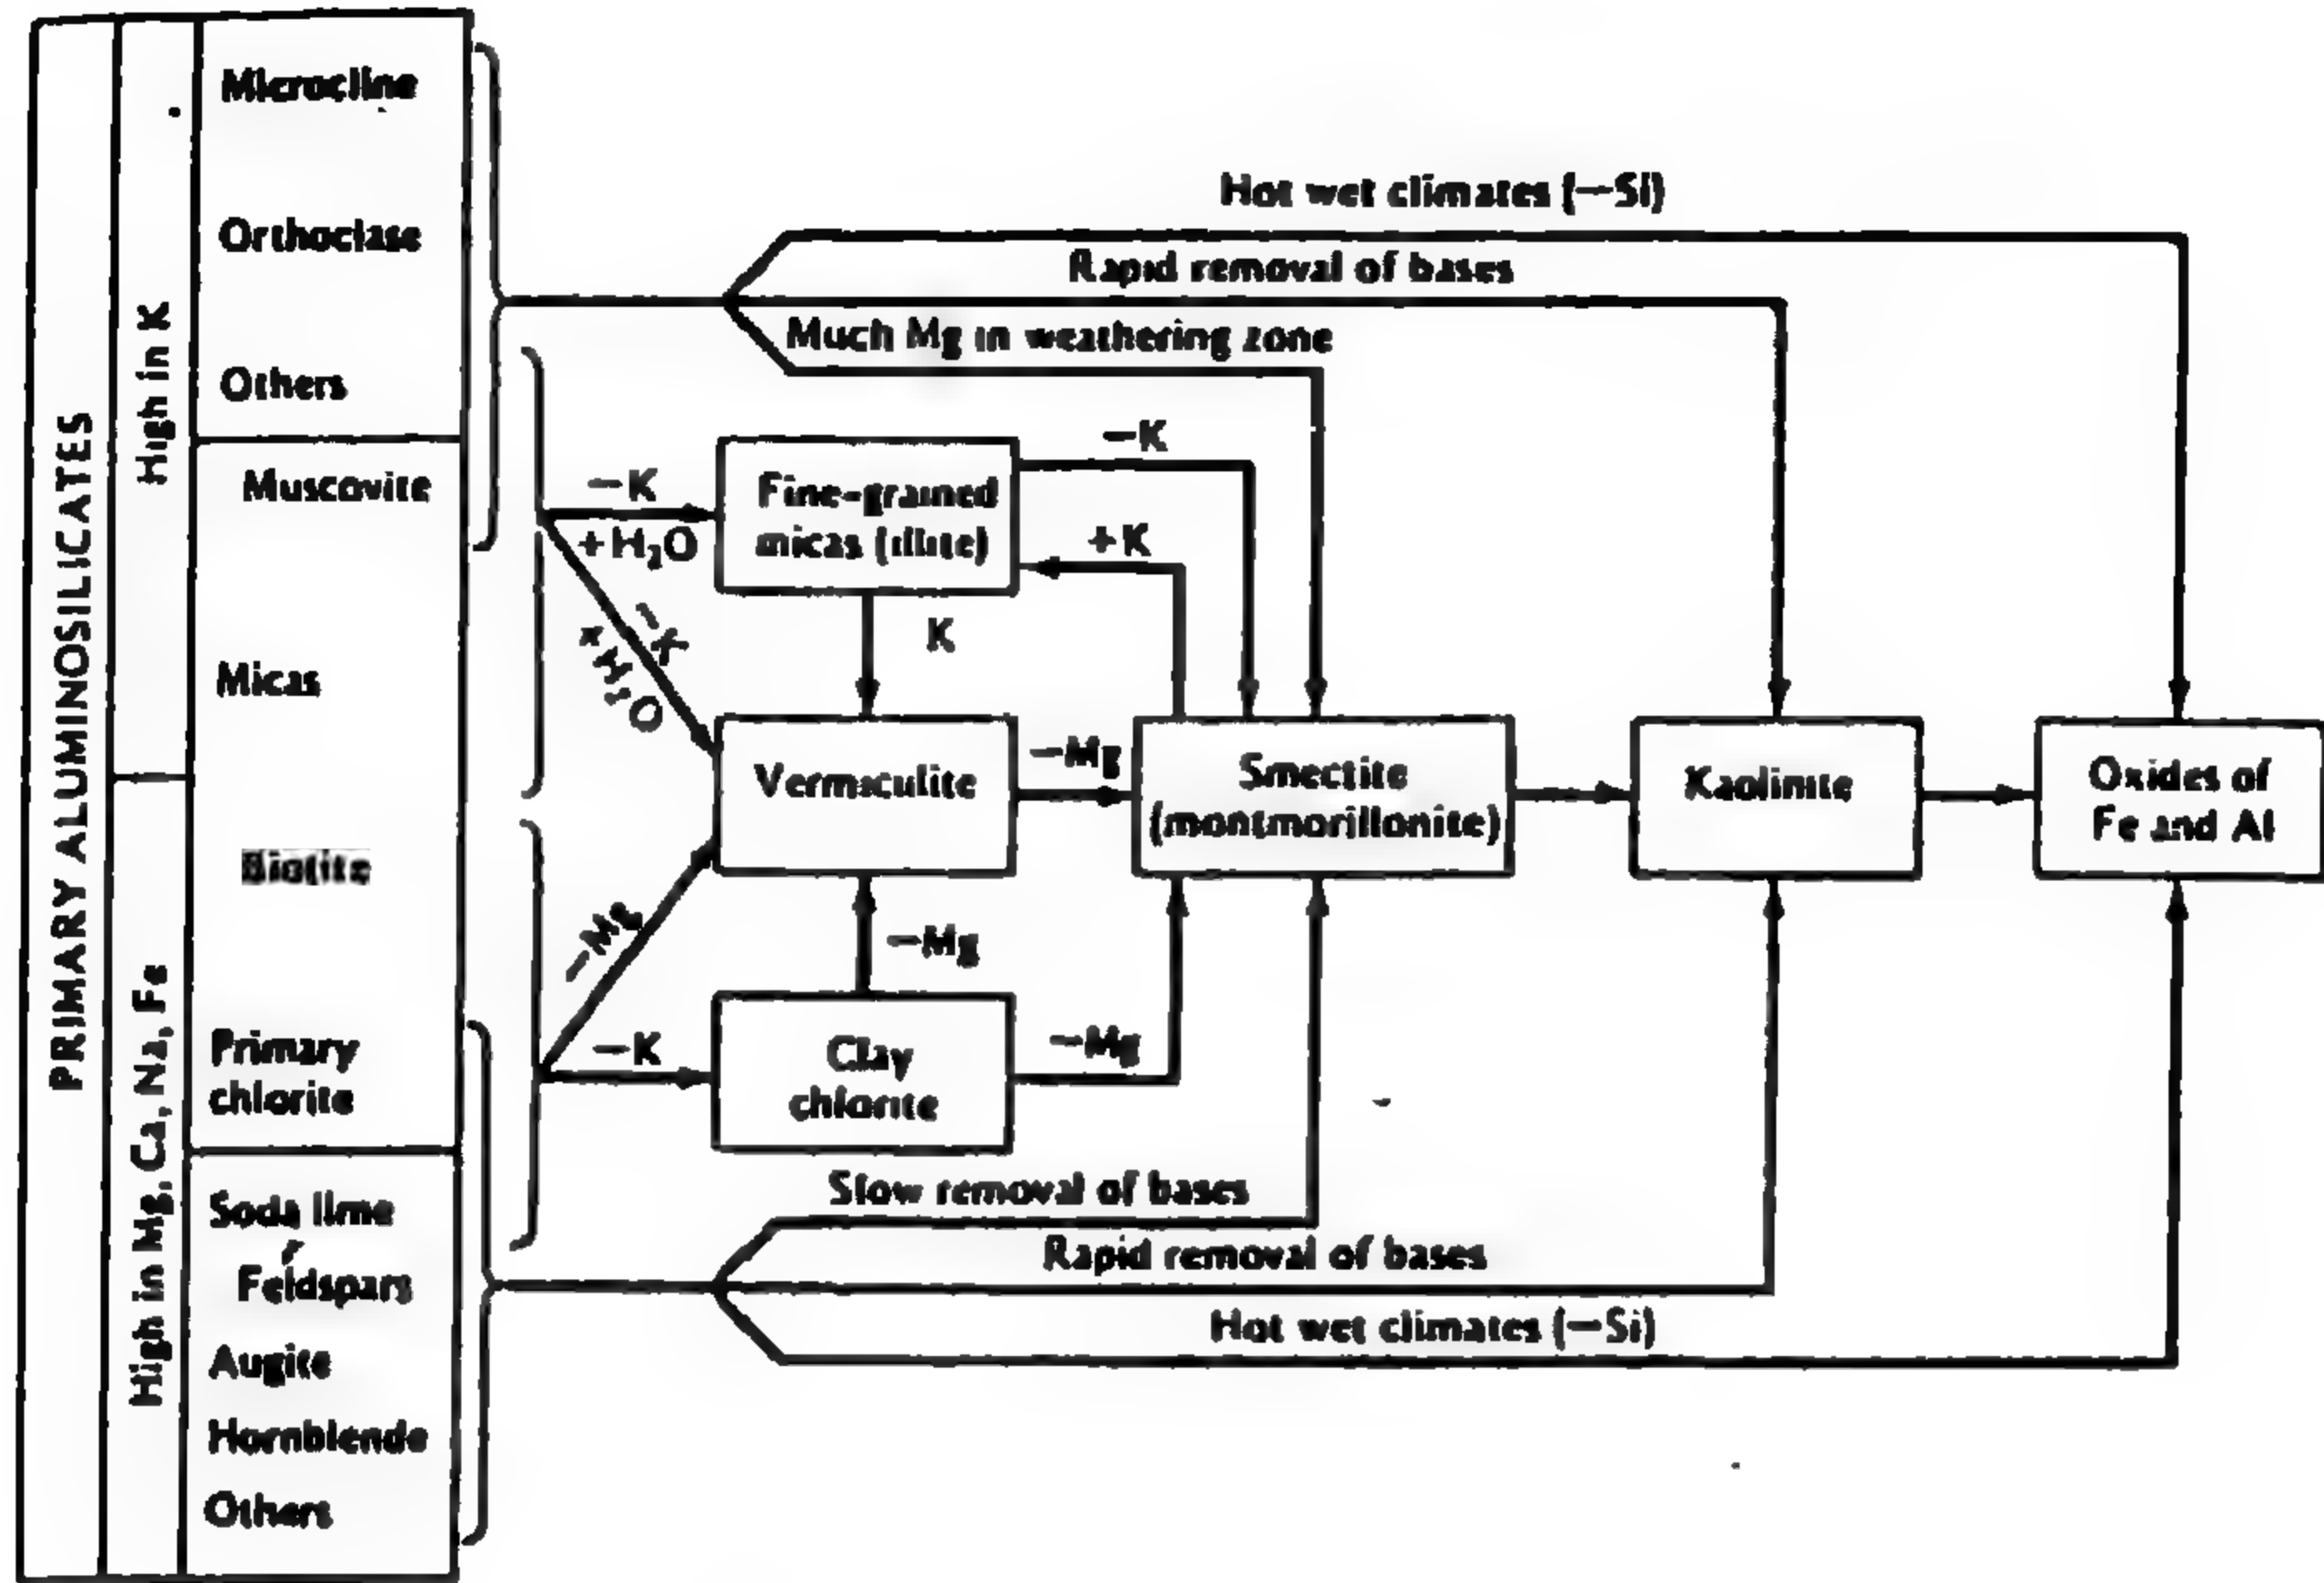 PRIMARY ALUMINOSILICATES
High in K
High in Mg, Ca, Na, Fe
Microcline
Orthoclase
Others
Muscovite
Micas
Biotite
Primary
chlorite
Soda lime
Feldspars
Augite
Hornblende
Others
Hot wet climates (—Si)
Rapid removal of bases
Much Mg in weathering zone
—K
+H₂O
Fine-grained
micas (illite)
—K
+K
K
—K
H₂O
Vermiculite
—Mg
Smectite
(montmorillonite)
Kaolinite
Oxides of
Fe and Al
—Mg
—Mg
—K
Clay
chlorite
—Mg
Slow removal of bases
Rapid removal of bases
Hot wet climates (—Si)